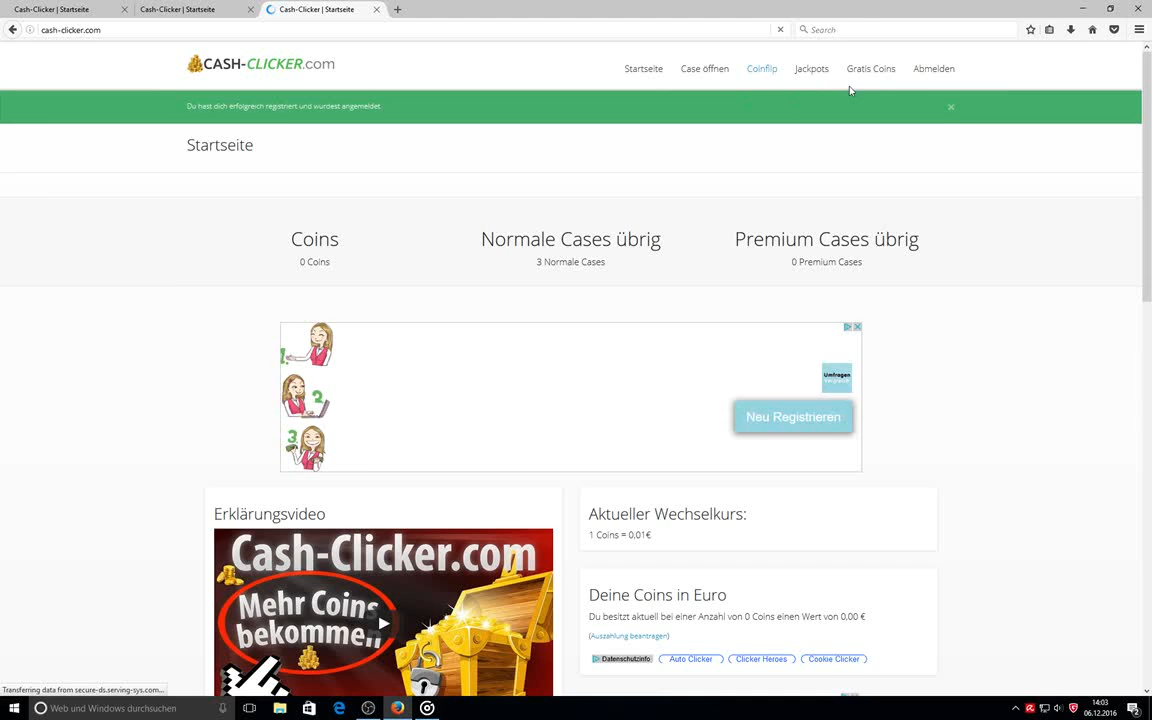 Cash-Clicker | Startseite
Cash-Clicker | Startseite
Cash-Clicker | Startseite
cash-clicker.com
Search
CASH-CLICKER.com
Startseite
Case öffnen
Coinflip
Jackpots
Gratis Coins
Abmelden
Du hast dich erfolgreich registriert und wurdest angemeldet.
Startseite
Coins
Normale Cases übrig
Premium Cases übrig
0 Coins
3 Normale Cases
0 Premium Cases
1.
2
3.
Umfragen
Vergleich
Neu Registrieren
Erklärungsvideo
Cash-Clicker.com
Mehr Coins
bekommen
Aktueller Wechselkurs:
1 Coins = 0,01€
Deine Coins in Euro
Du besitzt aktuell bei einer Anzahl von 0 Coins einen Wert von 0,00 €
(Auszahlung beantragen)
Datenschutzinfo
Auto Clicker
Clicker Heroes
Cookie Clicker
Transferring data from secure-ds.serving-sys.com...
Web und Windows durchsuchen
14:03
06.12.2016
2